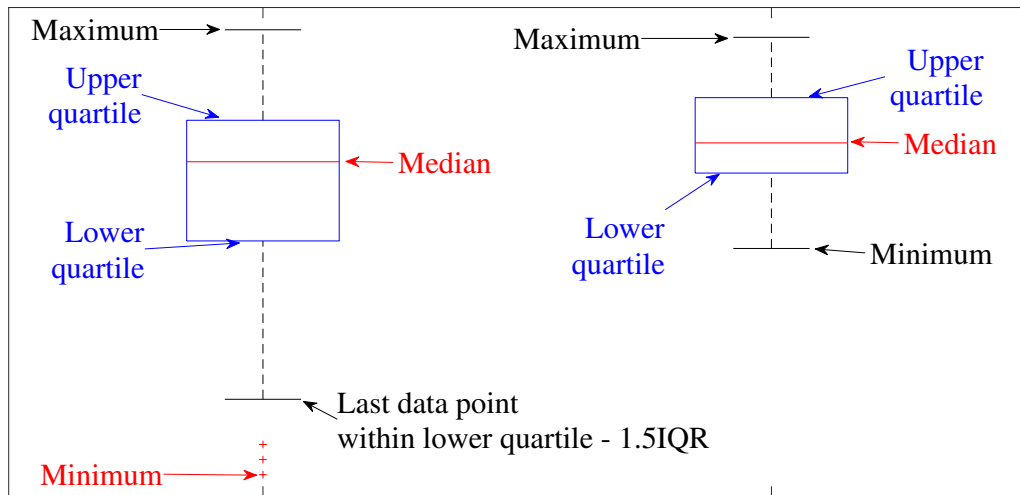 Maximum
Upper
quartile
Median
Lower
quartile
Last data point
within lower quartile - 1.5IQR
Minimum
Maximum
Upper
quartile
Median
Lower
quartile
Minimum